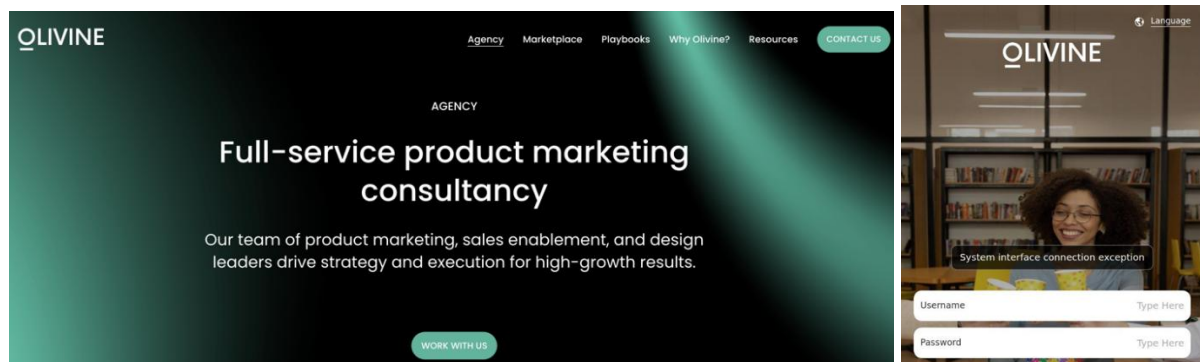 OLIVINE
Agency Marketplace Playbooks Why Olivine? Resources CONTACT US
AGENCY
Full-service product marketing
consultancy
Our team of product marketing, sales enablement, and design
leaders drive strategy and execution for high-growth results.
WORK WITH US
Language
OLIVINE
System interface connection exception
Username Type Here
Password Type Here